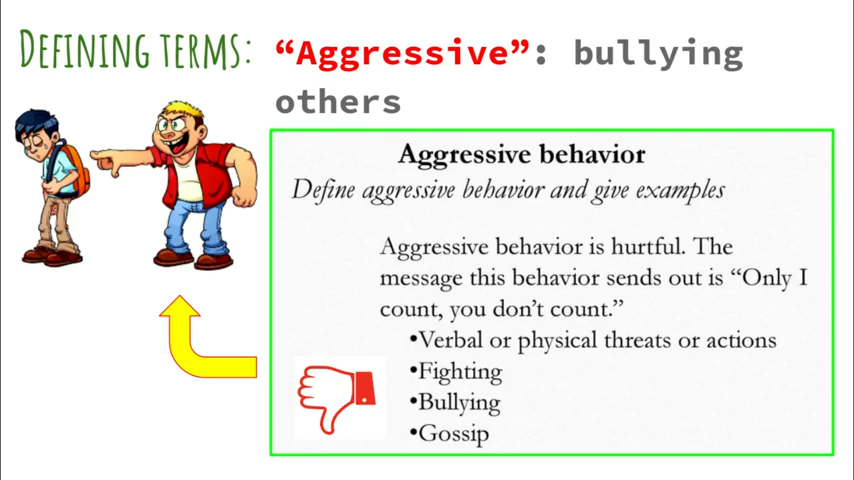 Defining terms:
“Aggressive”: bullying
others
Aggressive behavior
Define aggressive behavior and give examples
Aggressive behavior is hurtful. The
message this behavior sends out is “Only I
count, you don’t count.”
•Verbal or physical threats or actions
•Fighting
•Bullying
•Gossip